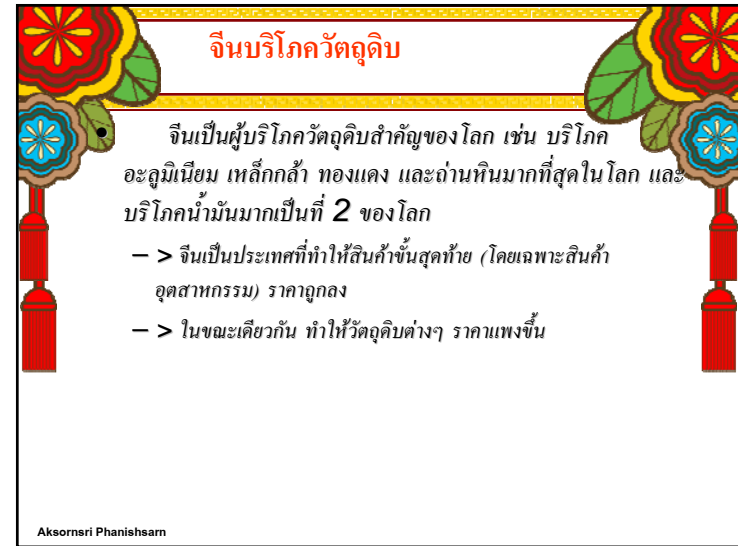 จีนบริโภควัตถุดิบ
• จีนเป็นผู้บริโภควัตถุดิบสำคัญของโลก เช่น บริโภค
อะลูมิเนียม เหล็กกล้า ทองแดง และถ่านหินมากที่สุดในโลก และ
บริโภคน้ำมันมากเป็นที่ 2 ของโลก
– > จีนเป็นประเทศที่ทำให้สินค้าขั้นสุดท้าย (โดยเฉพาะสินค้า
อุตสาหกรรม) ราคาถูกลง
– > ในขณะเดียวกัน ทำให้วัตถุดิบต่างๆ ราคาแพงขึ้น
Aksornsri Phanishsarn